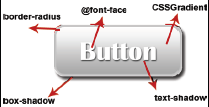 @font-face
CSSGradient
border-radius
Button
box-shadow
text-shadow